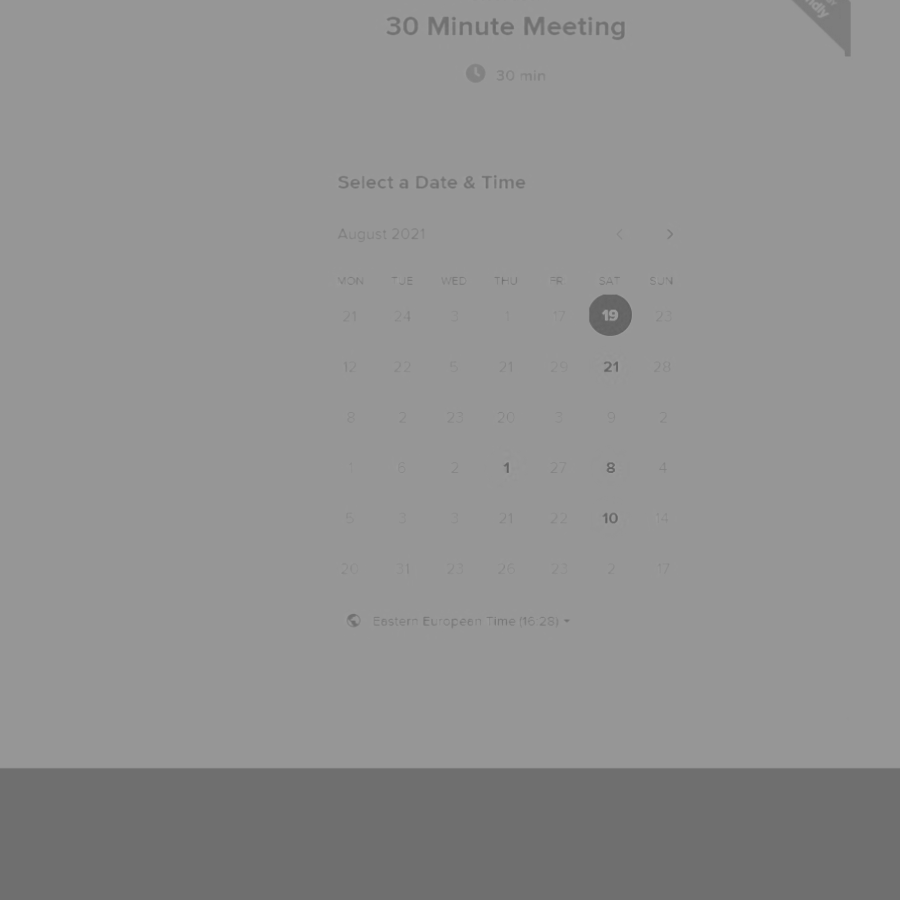 30 Minute Meeting
30 min
Select a Date & Time
August 2021
MON TUE WED THU FRI SAT SUN
21 24 3 1 17 19 23
12 22 5 21 29 21 28
8 2 23 20 3 9 2
1 6 2 1 27 8 4
5 3 3 21 22 10 14
20 31 23 26 23 2 17
Eastern European Time (16:28)